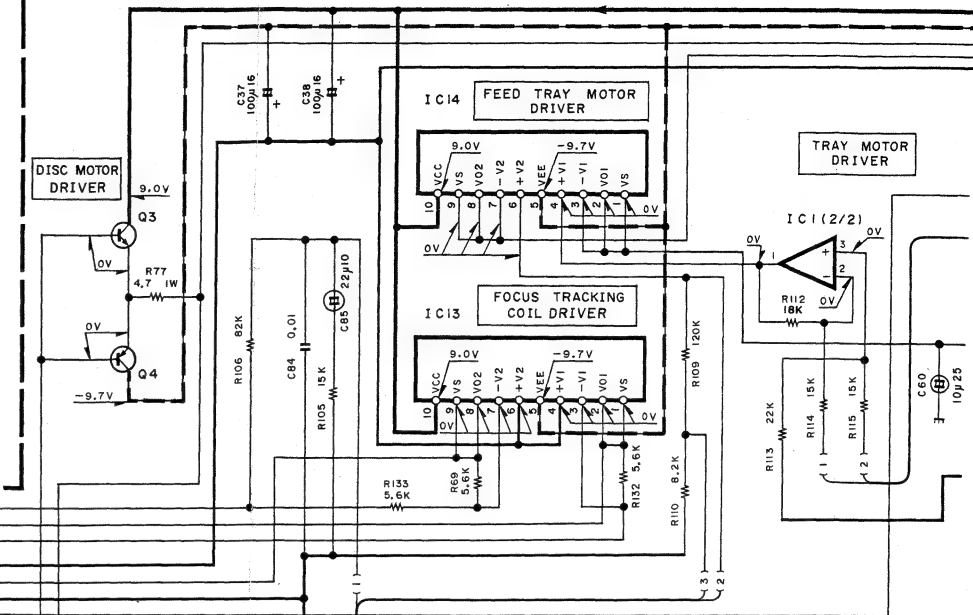 C37
100μ16
+
C38
100μ16
+
IC14
FEED TRAY MOTOR
DRIVER
TRAY MOTOR
DRIVER
DISC MOTOR
DRIVER
9.0V
-9.7V
VCC
VS
VO2
-V2
+V2
VEE
+V1
-V1
VO1
VS
10
9
8
7
6
5
4
3
2
1
0V
0V
9.0V
Q3
0V
R77
4.7 1W
0V
Q4
-9.7V
IC1(2/2)
0V
1
+
3
0V
-
2
0V
R112
18K
22μ10
C85
R106
82K
C84
0.01
R105
15K
IC13
FOCUS TRACKING
COIL DRIVER
9.0V
-9.7V
VCC
VS
VO2
-V2
+V2
VEE
+V1
-V1
VO1
VS
10
9
8
7
6
5
4
3
2
1
0V
0V
R109
120K
R113
22K
R114
15K
R115
15K
C60
10μ25
R133
5.6K
R69
5.6K
R132
5.6K
R110
8.2K
1
2
1
3
2